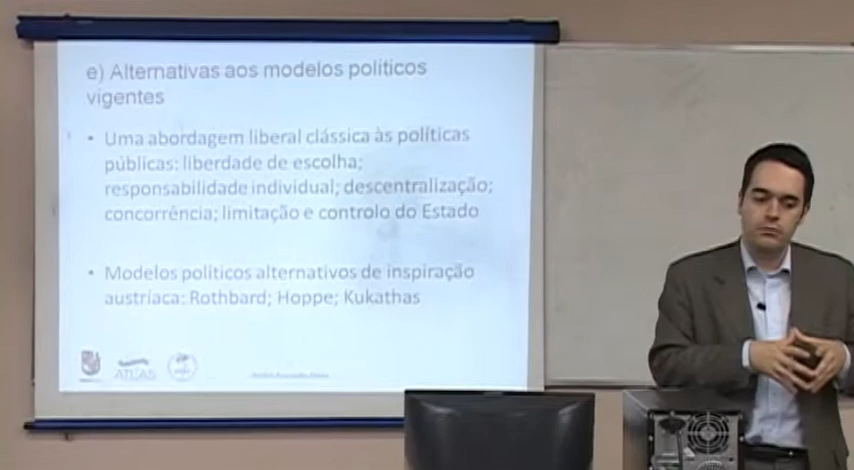 e) Alternativas aos modelos políticos
vigentes
• Uma abordagem liberal clássica às políticas
públicas: liberdade de escolha;
responsabilidade individual; descentralização;
concorrência; limitação e controlo do Estado
• Modelos políticos alternativos de inspiração
austríaca: Rothbard; Hoppe; Kukathas
ATLAS